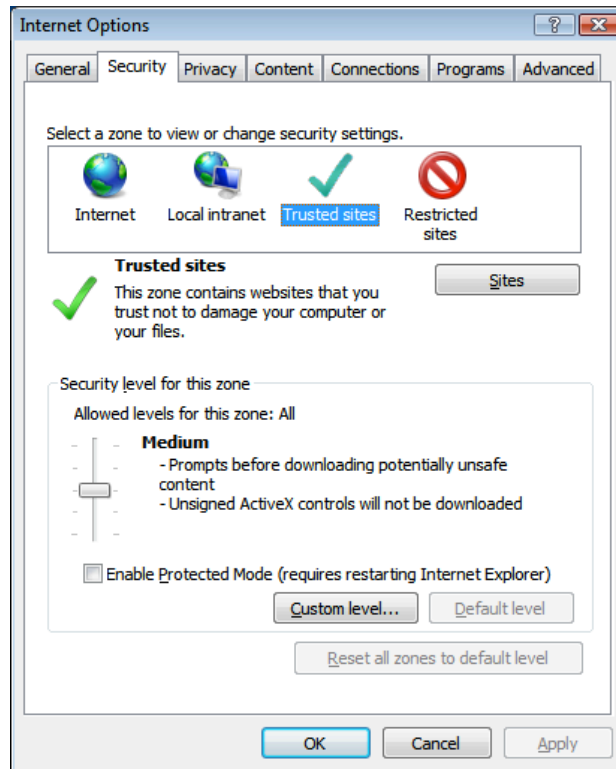 Internet Options
General Security Privacy Content Connections Programs Advanced
Select a zone to view or change security settings.
Internet Local intranet Trusted sites Restricted
sites
Trusted sites
Sites
This zone contains websites that you
trust not to damage your computer or
your files.
Security level for this zone
Allowed levels for this zone: All
Medium
- Prompts before downloading potentially unsafe
content
- Unsigned ActiveX controls will not be downloaded
Enable Protected Mode (requires restarting Internet Explorer)
Custom level... Default level
Reset all zones to default level
OK Cancel Apply